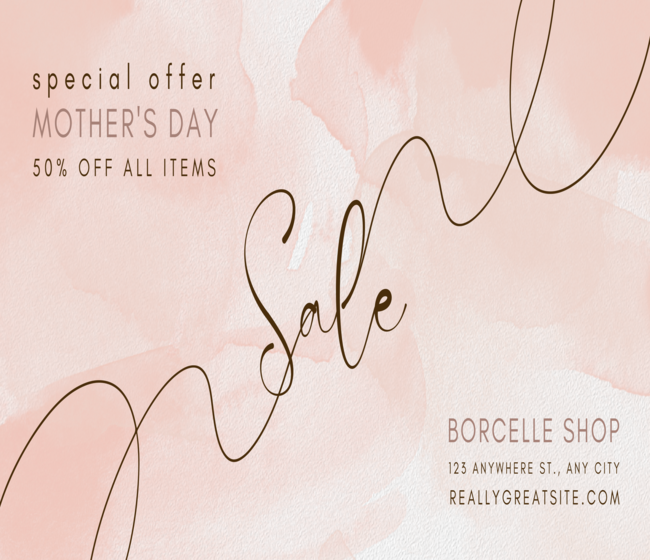 special offer
MOTHER'S DAY
50% OFF ALL ITEMS
Sale
BORCELLE SHOP
123 ANYWHERE ST., ANY CITY
REALLYGREATSITE.COM